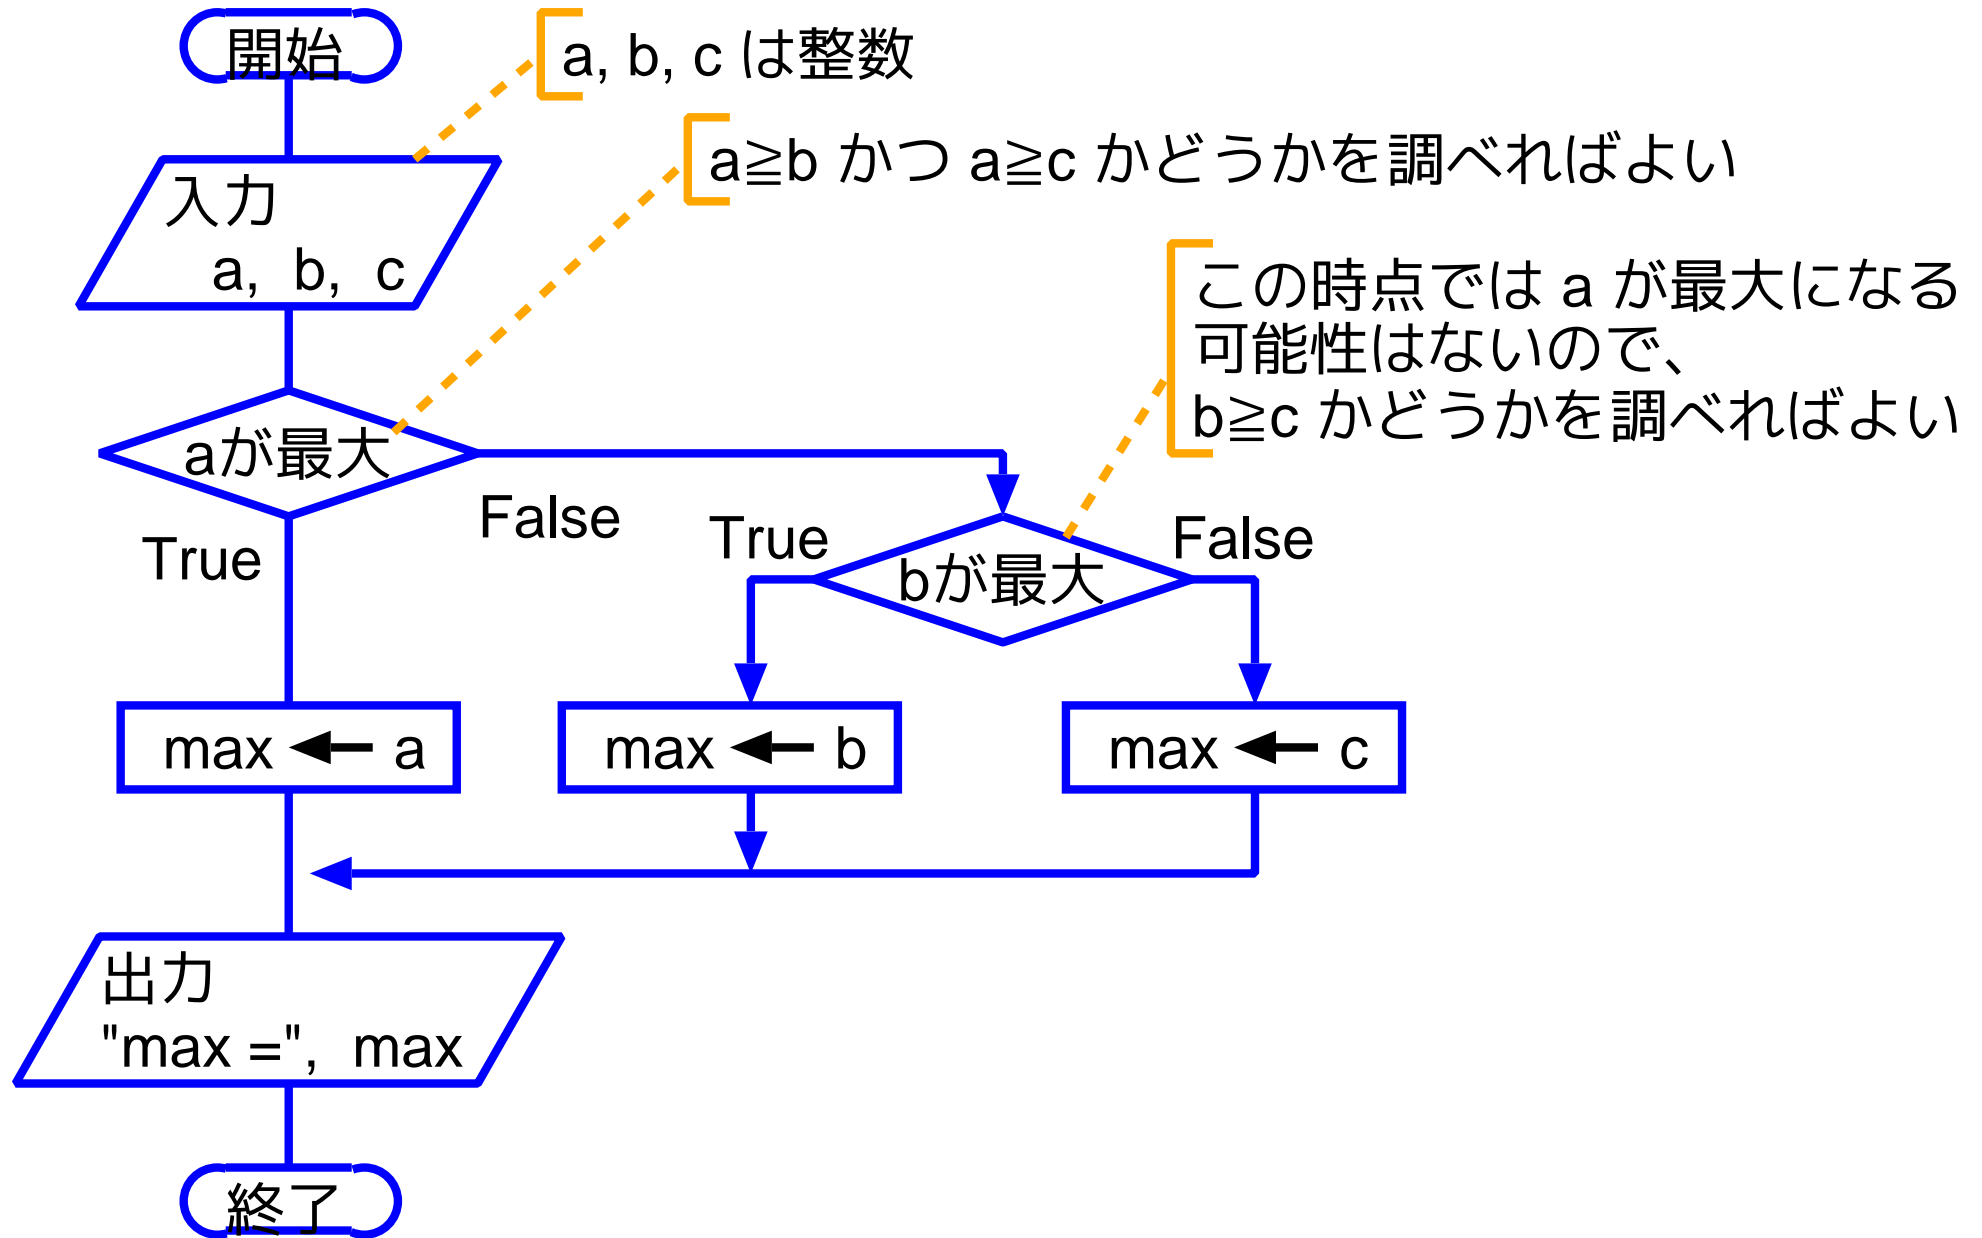 開始
a, b, c は整数
a≧b かつ a≧c かどうかを調べればよい
入力
a, b, c
この時点では a が最大になる
可能性はないので、
b≧c かどうかを調べればよい
aが最大
False
True
True
False
bが最大
max ← a
max ← b
max ← c
出力
"max =", max
終了